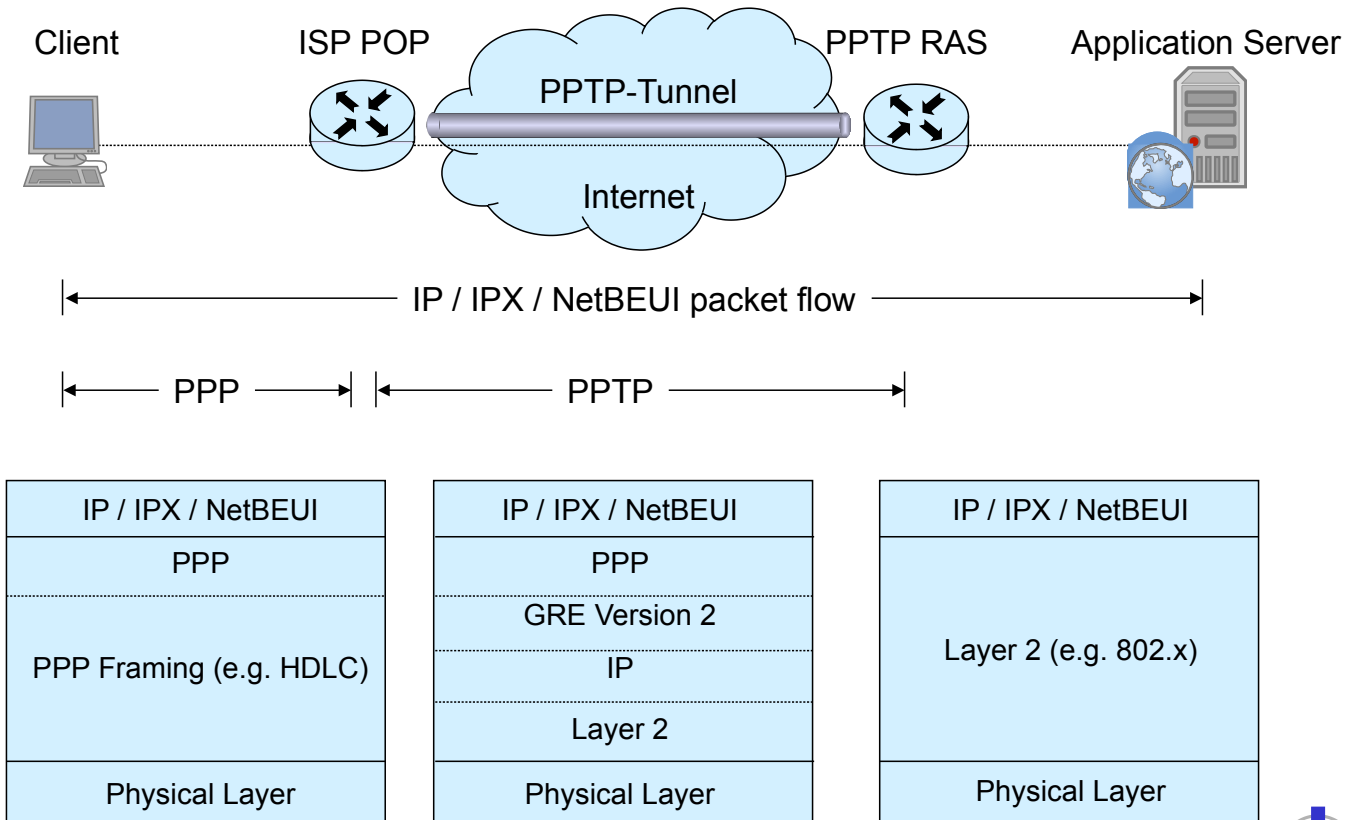 Client
ISP POP
PPTP RAS
Application Server
PPTP-Tunnel
Internet
IP / IPX / NetBEUI packet flow
PPP
PPTP
IP / IPX / NetBEUI
PPP
PPP Framing (e.g. HDLC)
Physical Layer
IP / IPX / NetBEUI
PPP
GRE Version 2
IP
Layer 2
Physical Layer
IP / IPX / NetBEUI
Layer 2 (e.g. 802.x)
Physical Layer